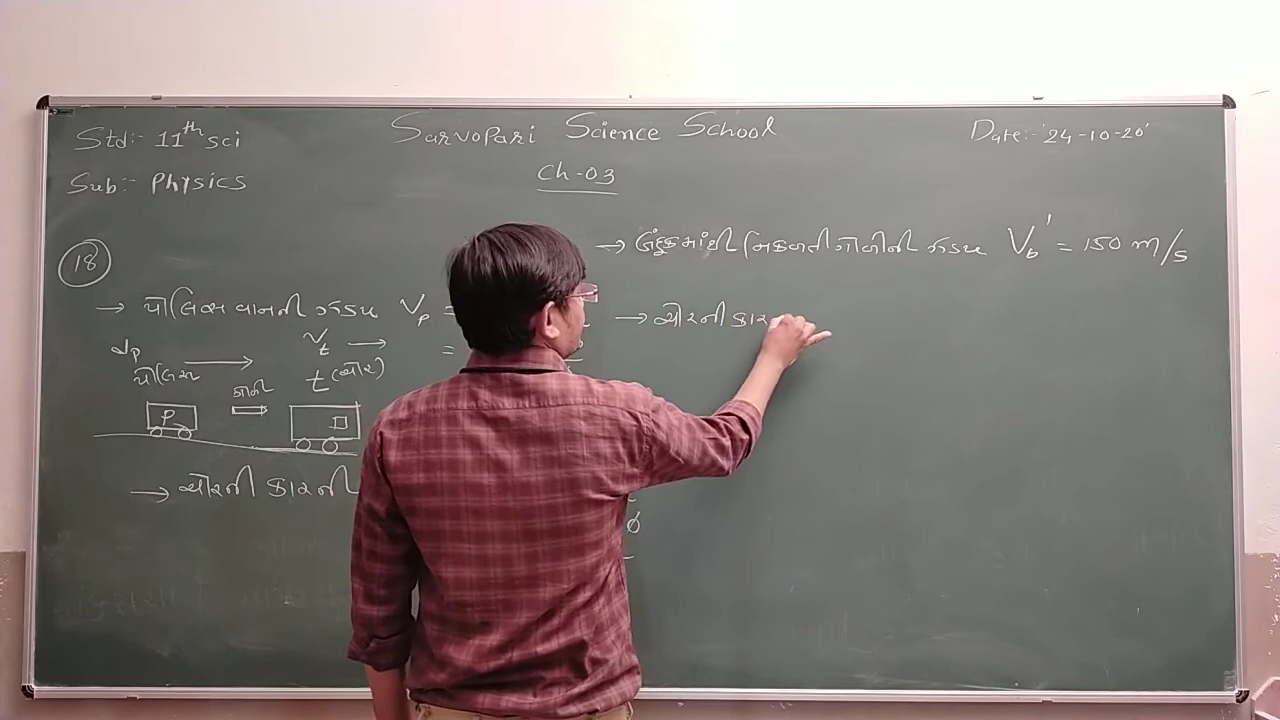 Std:- 11th sci
Sarvopari Science School
Date:- 24-10-20
Sub:- Physics
Ch-03
18
→ પોલિસ વાનની ઝડપ Vp =
Vt → =
પોલિસ →
ગોળી
t (ચોર)
P
→ ચોરની કારની
→ બંદૂકમાંથી નિકળતી ગોળીની ઝડપ Vb' = 150 m/s
→ ચોરની કાર